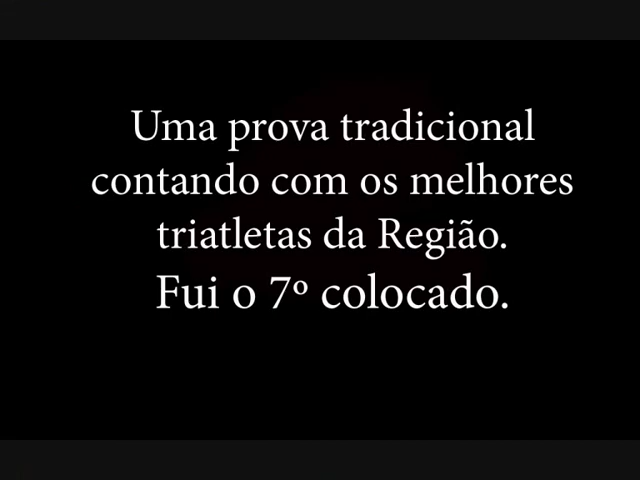 Uma prova tradicional
contando com os melhores
triatletas da Região.
Fui o 7º colocado.